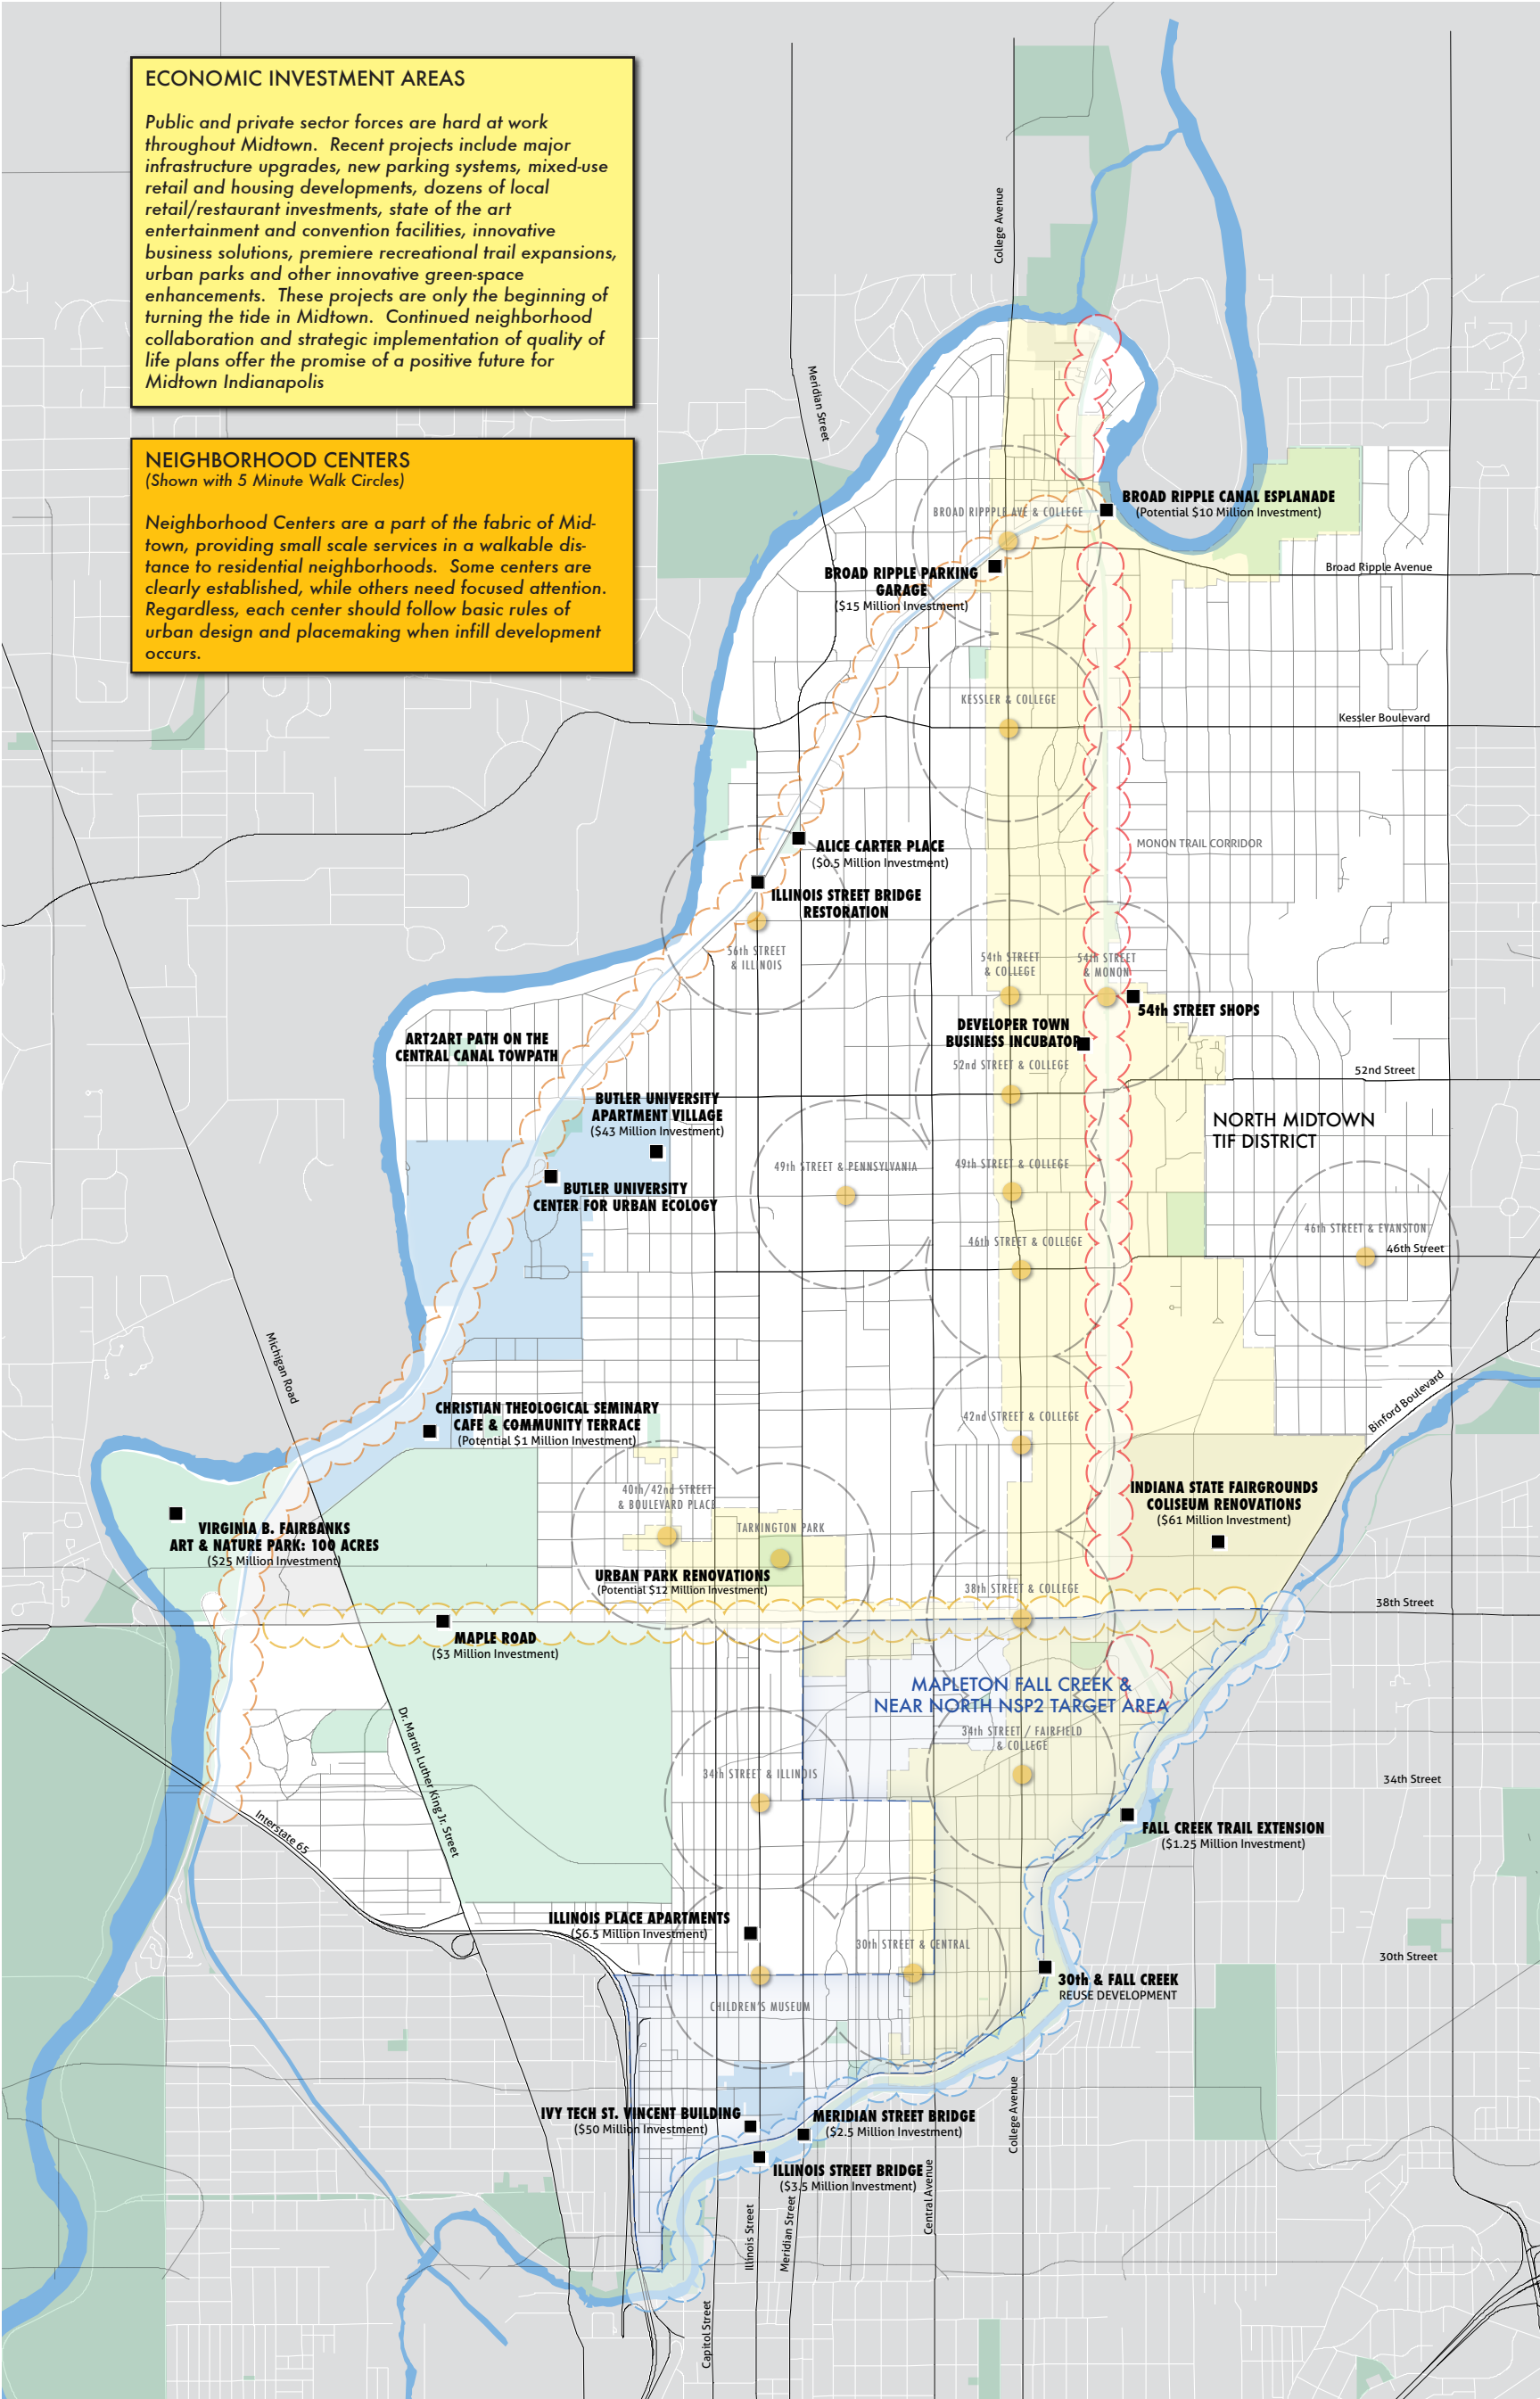 ECONOMIC INVESTMENT AREAS
Public and private sector forces are hard at work
throughout Midtown. Recent projects include major
infrastructure upgrades, new parking systems, mixed-use
retail and housing developments, dozens of local
retail/restaurant investments, state of the art
entertainment and convention facilities, innovative
business solutions, premiere recreational trail expansions,
urban parks and other innovative green-space
enhancements. These projects are only the beginning of
turning the tide in Midtown. Continued neighborhood
collaboration and strategic implementation of quality of
life plans offer the promise of a positive future for
Midtown Indianapolis
NEIGHBORHOOD CENTERS
(Shown with 5 Minute Walk Circles)
Neighborhood Centers are a part of the fabric of Mid-
town, providing small scale services in a walkable dis-
tance to residential neighborhoods. Some centers are
clearly established, while others need focused attention.
Regardless, each center should follow basic rules of
urban design and placemaking when infill development
occurs.
College Avenue
Meridian Street
BROAD RIPPLE CANAL ESPLANADE
(Potential $10 Million Investment)
BROAD RIPPPLE AVE & COLLEGE
Broad Ripple Avenue
BROAD RIPPLE PARKING
GARAGE
($15 Million Investment)
KESSLER & COLLEGE
Kessler Boulevard
MONON TRAIL CORRIDOR
ALICE CARTER PLACE
($0.5 Million Investment)
ILLINOIS STREET BRIDGE
RESTORATION
56th STREET
& ILLINOIS
54th STREET
& COLLEGE
54th STREET
& MONON
54th STREET SHOPS
DEVELOPER TOWN
BUSINESS INCUBATOR
52nd STREET & COLLEGE
52nd Street
ART2ART PATH ON THE
CENTRAL CANAL TOWPATH
BUTLER UNIVERSITY
APARTMENT VILLAGE
($43 Million Investment)
NORTH MIDTOWN
TIF DISTRICT
49th STREET & PENNSYLVANIA
49th STREET & COLLEGE
BUTLER UNIVERSITY
CENTER FOR URBAN ECOLOGY
46th STREET & EVANSTON
46th Street
46th STREET & COLLEGE
Michigan Road
Binford Boulevard
CHRISTIAN THEOLOGICAL SEMINARY
CAFE & COMMUNITY TERRACE
(Potential $1 Million Investment)
42nd STREET & COLLEGE
40th/42nd STREET
& BOULEVARD PLACE
INDIANA STATE FAIRGROUNDS
COLISEUM RENOVATIONS
($61 Million Investment)
VIRGINIA B. FAIRBANKS
ART & NATURE PARK: 100 ACRES
($25 Million Investment)
TARKINGTON PARK
URBAN PARK RENOVATIONS
(Potential $12 Million Investment)
38th STREET & COLLEGE
38th Street
MAPLE ROAD
($3 Million Investment)
MAPLETON FALL CREEK &
NEAR NORTH NSP2 TARGET AREA
34th STREET / FAIRFIELD
& COLLEGE
34th STREET & ILLINOIS
34th Street
Dr. Martin Luther King Jr. Street
Interstate 65
FALL CREEK TRAIL EXTENSION
($1.25 Million Investment)
ILLINOIS PLACE APARTMENTS
($6.5 Million Investment)
30th STREET & CENTRAL
30th Street
30th & FALL CREEK
REUSE DEVELOPMENT
CHILDREN'S MUSEUM
IVY TECH ST. VINCENT BUILDING
($50 Million Investment)
MERIDIAN STREET BRIDGE
($2.5 Million Investment)
ILLINOIS STREET BRIDGE
($3.5 Million Investment)
College Avenue
Central Avenue
Meridian Street
Illinois Street
Capitol Street